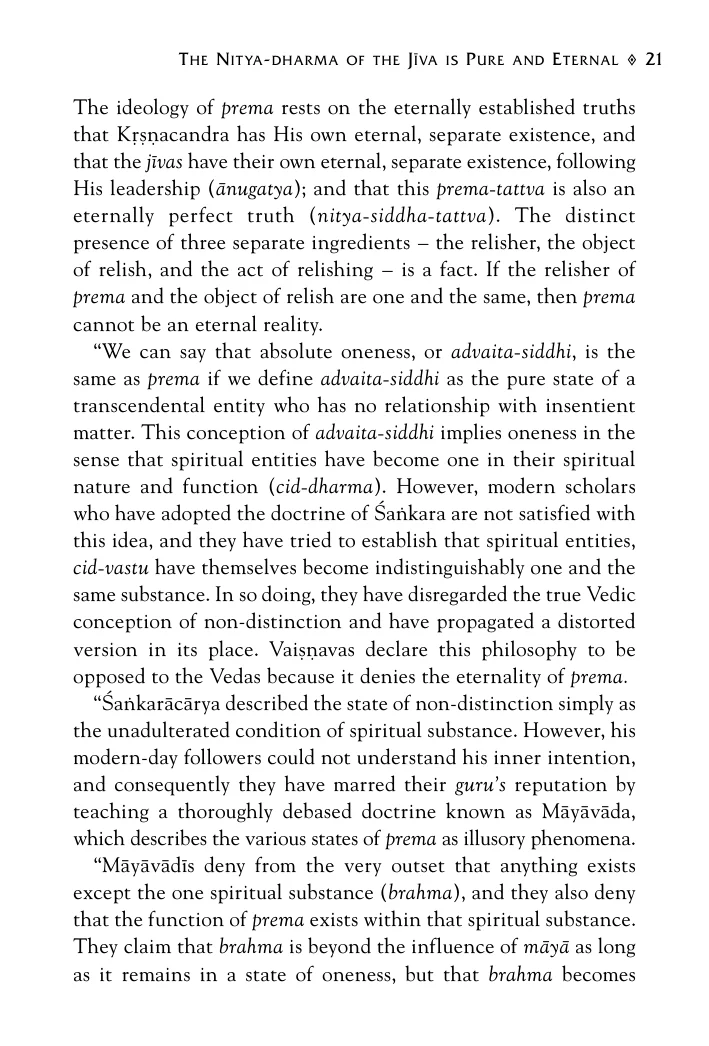 The Nitya-dharma of the Jīva is Pure and Eternal ◊ 21
The ideology of prema rests on the eternally established truths
that Kṛṣṇacandra has His own eternal, separate existence, and
that the jīvas have their own eternal, separate existence, following
His leadership (ānugatya); and that this prema-tattva is also an
eternally perfect truth (nitya-siddha-tattva). The distinct
presence of three separate ingredients – the relisher, the object
of relish, and the act of relishing – is a fact. If the relisher of
prema and the object of relish are one and the same, then prema
cannot be an eternal reality.
“We can say that absolute oneness, or advaita-siddhi, is the
same as prema if we define advaita-siddhi as the pure state of a
transcendental entity who has no relationship with insentient
matter. This conception of advaita-siddhi implies oneness in the
sense that spiritual entities have become one in their spiritual
nature and function (cid-dharma). However, modern scholars
who have adopted the doctrine of Śaṅkara are not satisfied with
this idea, and they have tried to establish that spiritual entities,
cid-vastu have themselves become indistinguishably one and the
same substance. In so doing, they have disregarded the true Vedic
conception of non-distinction and have propagated a distorted
version in its place. Vaiṣṇavas declare this philosophy to be
opposed to the Vedas because it denies the eternality of prema.
“Śaṅkarācārya described the state of non-distinction simply as
the unadulterated condition of spiritual substance. However, his
modern-day followers could not understand his inner intention,
and consequently they have marred their guru’s reputation by
teaching a thoroughly debased doctrine known as Māyāvāda,
which describes the various states of prema as illusory phenomena.
“Māyāvādīs deny from the very outset that anything exists
except the one spiritual substance (brahma), and they also deny
that the function of prema exists within that spiritual substance.
They claim that brahma is beyond the influence of māyā as long
as it remains in a state of oneness, but that brahma becomes